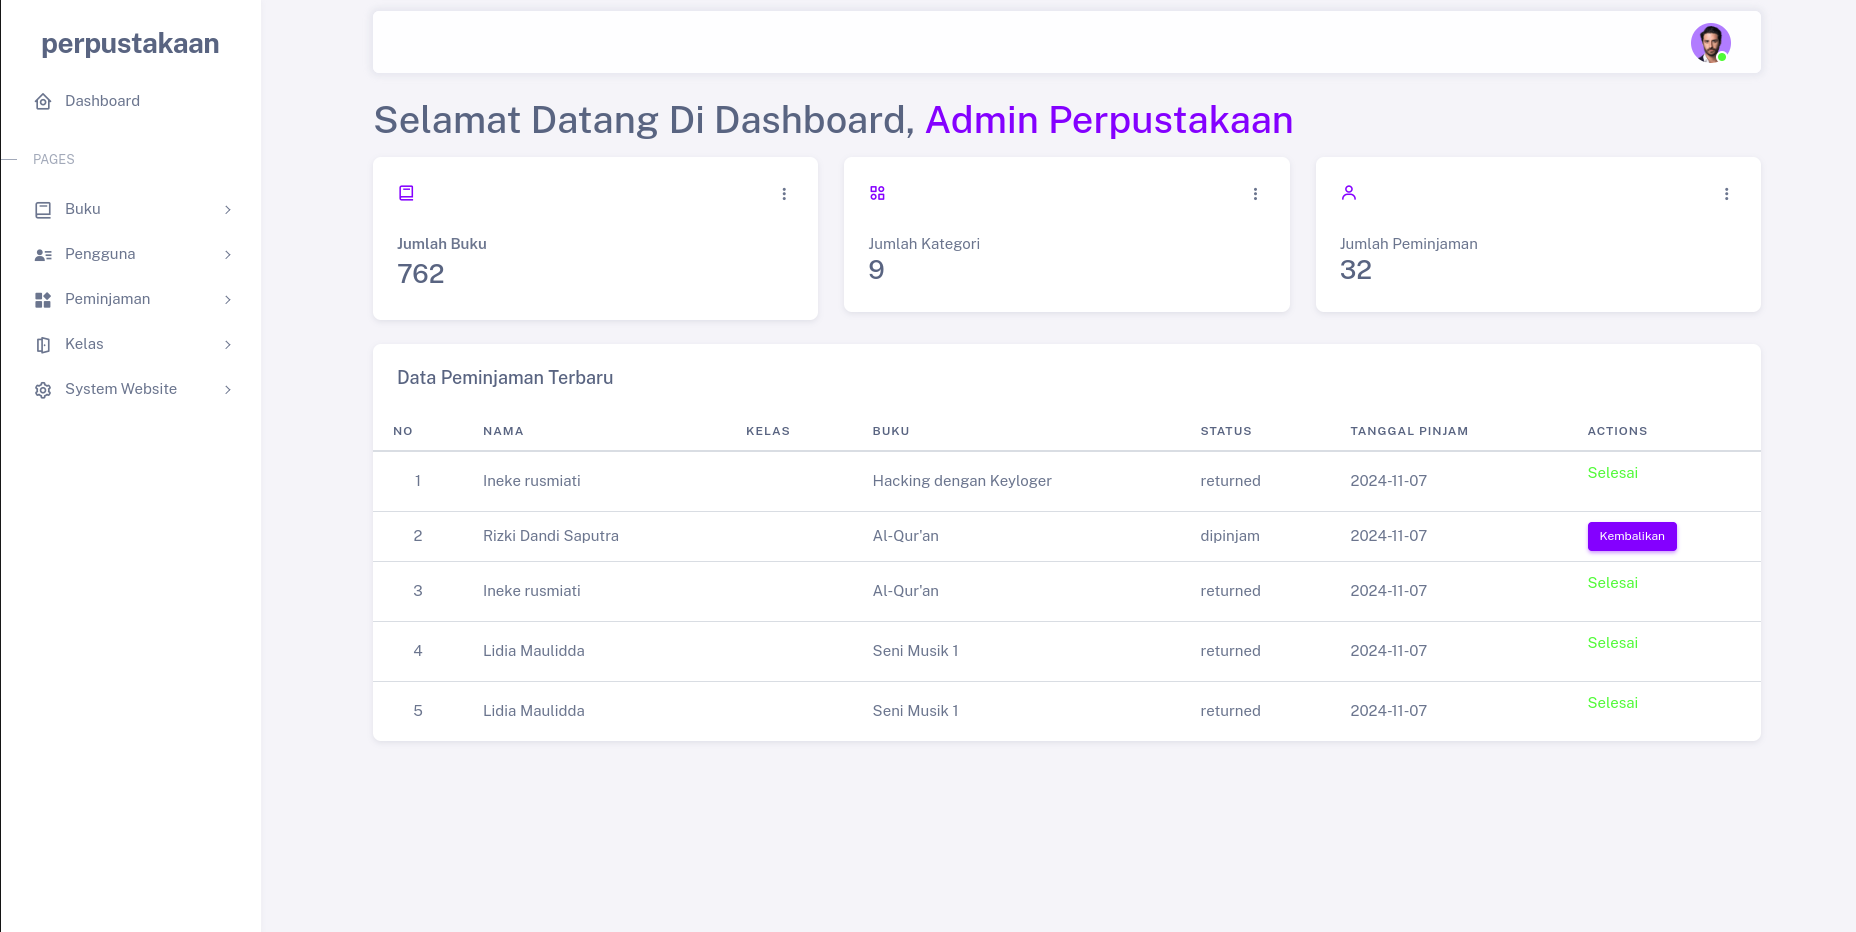 perpustakaan
Dashboard
PAGES
Buku
Pengguna
Peminjaman
Kelas
System Website
Selamat Datang Di Dashboard, Admin Perpustakaan
Jumlah Buku
762
Jumlah Kategori
9
Jumlah Peminjaman
32
Data Peminjaman Terbaru
NO NAMA KELAS BUKU STATUS TANGGAL PINJAM ACTIONS
1 Ineke rusmiati Hacking dengan Keyloger returned 2024-11-07 Selesai
2 Rizki Dandi Saputra Al-Qur'an dipinjam 2024-11-07 Kembalikan
3 Ineke rusmiati Al-Qur'an returned 2024-11-07 Selesai
4 Lidia Maulidda Seni Musik 1 returned 2024-11-07 Selesai
5 Lidia Maulidda Seni Musik 1 returned 2024-11-07 Selesai